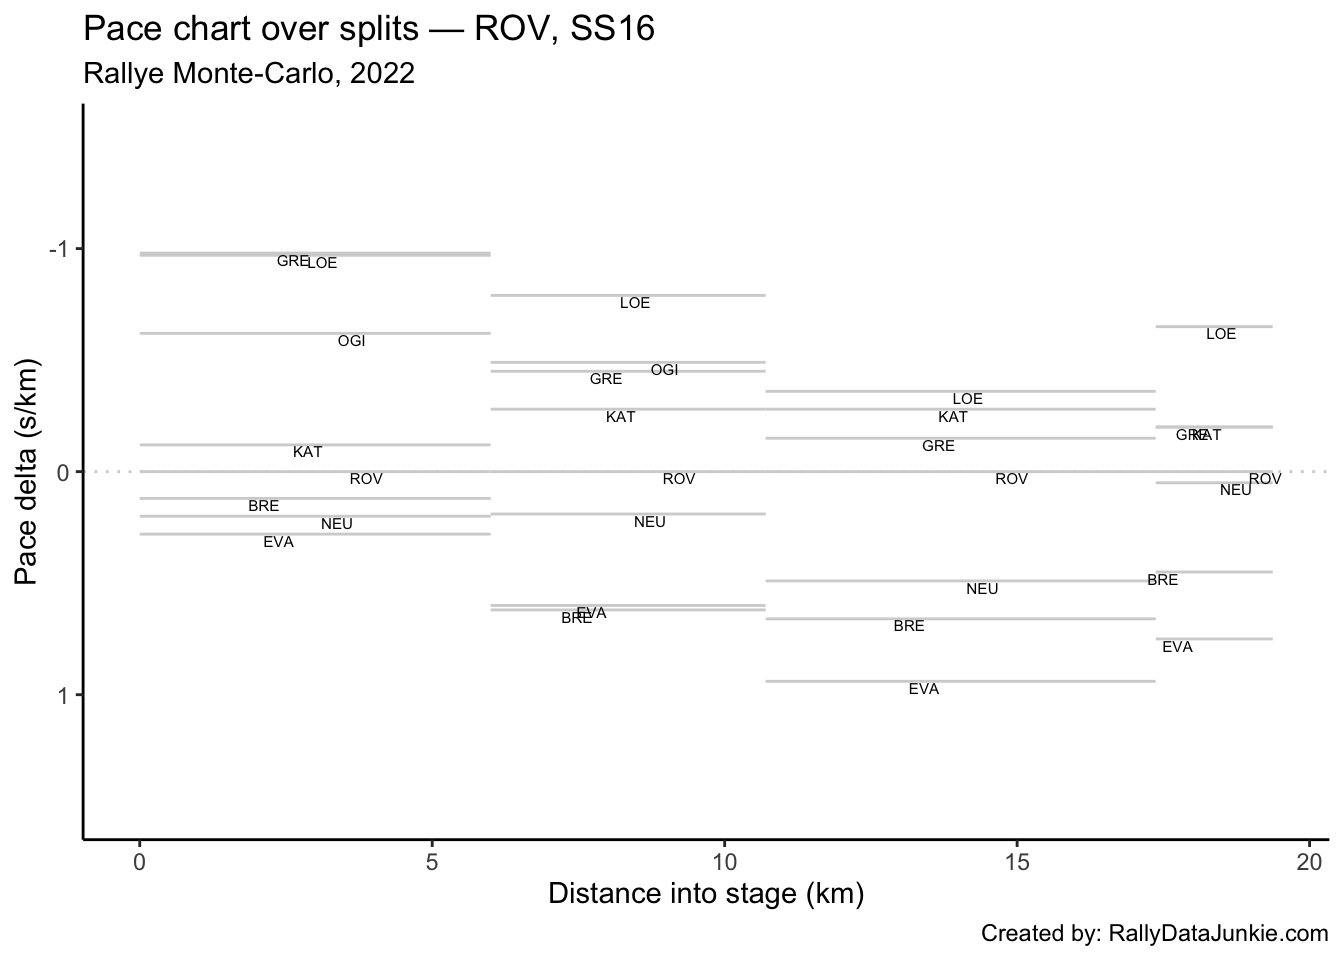 Pace chart over splits — ROV, SS16
Rallye Monte-Carlo, 2022
Pace delta (s/km)
-1
0
1
GRE LOE
OGI
KAT
ROV
BRE
NEU
EVA
LOE
OGI
GRE
KAT
ROV
NEU
EVA
BRE
LOE
KAT
GRE
ROV
NEU
BRE
EVA
LOE
GRE KAT
ROV
NEU
BRE
EVA
0 5 10 15 20
Distance into stage (km)
Created by: RallyDataJunkie.com